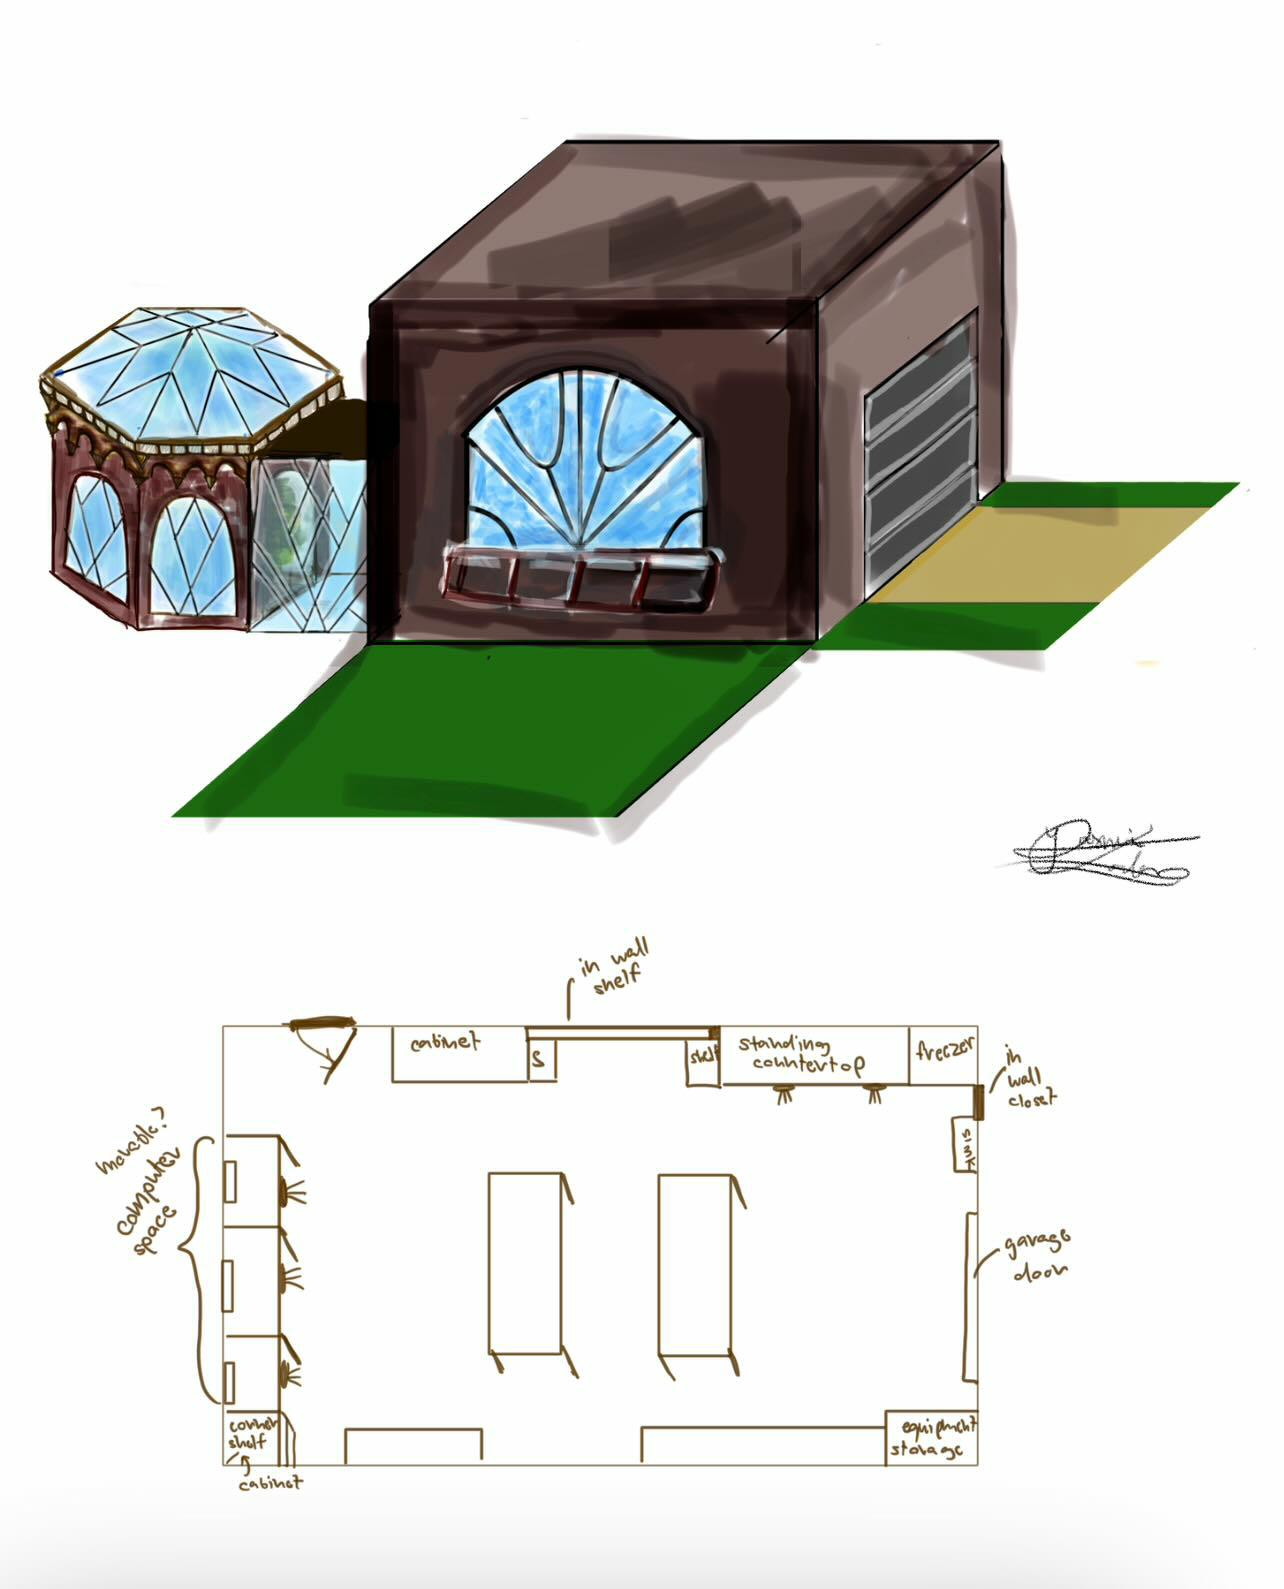 in wall
shelf
cabinet
S
shelf
standing
countertop
freezer
in
wall
closet
sink
moveable?
computer
space
garage
door
corner
shelf
cabinet
equipment
storage